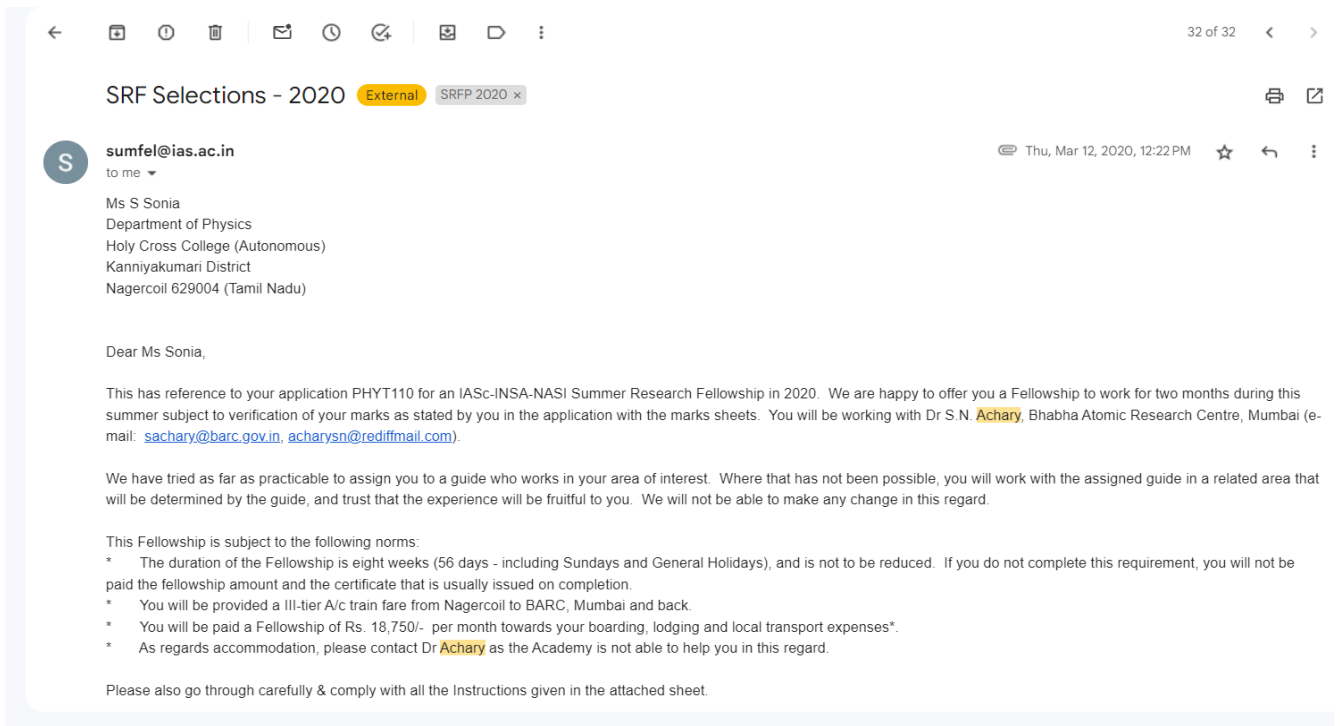 32 of 32
SRF Selections - 2020 External SRFP 2020 ×
S
sumfel@ias.ac.in
Thu, Mar 12, 2020, 12:22 PM
to me
Ms S Sonia
Department of Physics
Holy Cross College (Autonomous)
Kanniyakumari District
Nagercoil 629004 (Tamil Nadu)
Dear Ms Sonia,
This has reference to your application PHYT110 for an IASc-INSA-NASI Summer Research Fellowship in 2020.  We are happy to offer you a Fellowship to work for two months during this
summer subject to verification of your marks as stated by you in the application with the marks sheets.  You will be working with Dr S.N. Achary, Bhabha Atomic Research Centre, Mumbai (e-
mail:  sachary@barc.gov.in, acharysn@rediffmail.com).
We have tried as far as practicable to assign you to a guide who works in your area of interest.  Where that has not been possible, you will work with the assigned guide in a related area that
will be determined by the guide, and trust that the experience will be fruitful to you.  We will not be able to make any change in this regard.
This Fellowship is subject to the following norms:
*      The duration of the Fellowship is eight weeks (56 days - including Sundays and General Holidays), and is not to be reduced.  If you do not complete this requirement, you will not be
paid the fellowship amount and the certificate that is usually issued on completion.
*      You will be provided a III-tier A/c train fare from Nagercoil to BARC, Mumbai and back.
*      You will be paid a Fellowship of Rs. 18,750/-  per month towards your boarding, lodging and local transport expenses*.
*      As regards accommodation, please contact Dr Achary as the Academy is not able to help you in this regard.
Please also go through carefully & comply with all the Instructions given in the attached sheet.